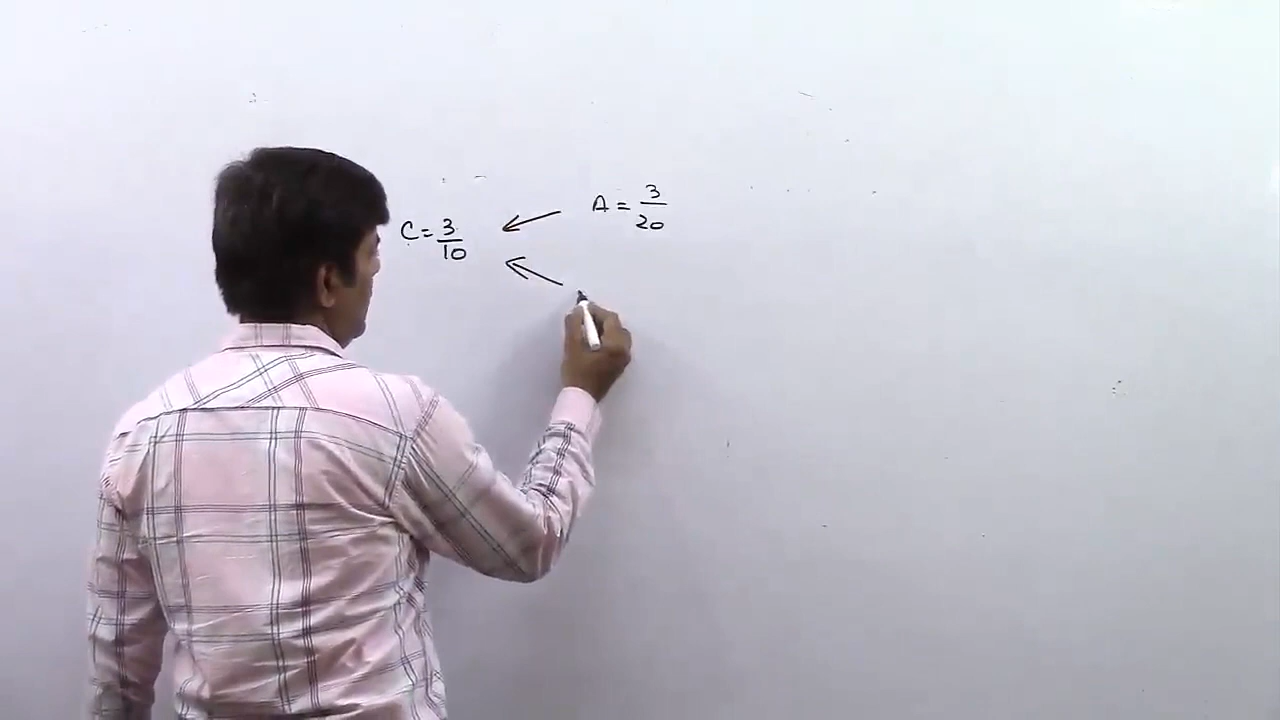 C = 3/10 ← A = 3/20
←